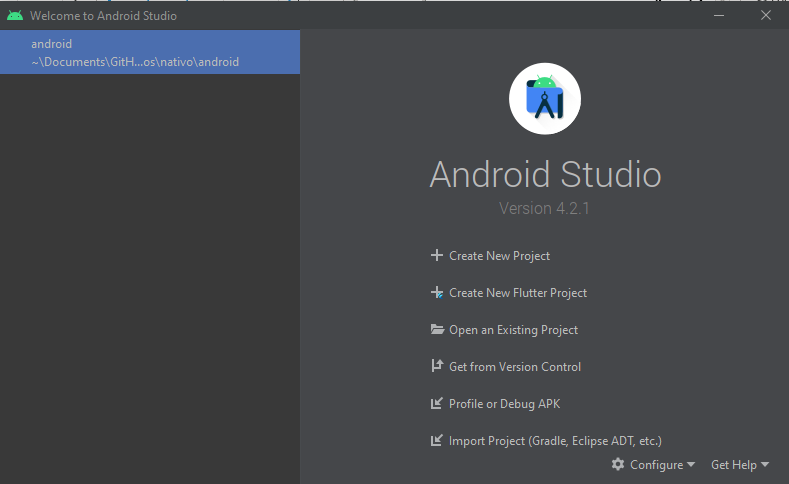 Welcome to Android Studio
android
~\Documents\GitH...os\nativo\android
Android Studio
Version 4.2.1
Create New Project
Create New Flutter Project
Open an Existing Project
Get from Version Control
Profile or Debug APK
Import Project (Gradle, Eclipse ADT, etc.)
Configure Get Help